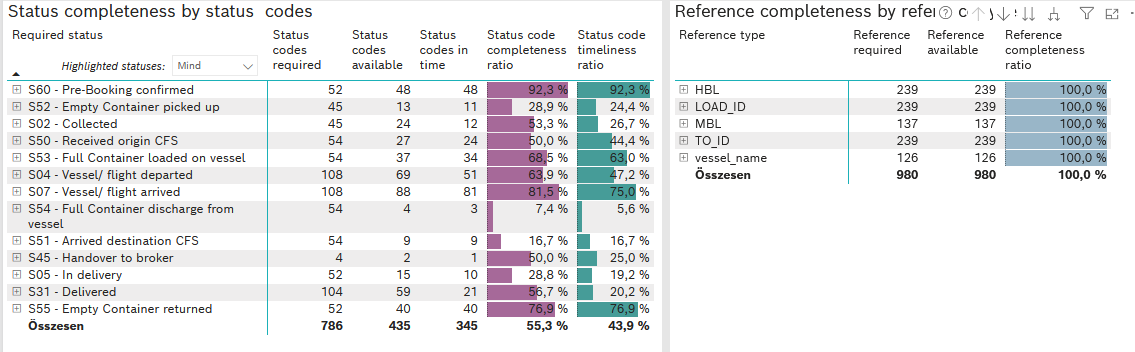 Status completeness by status codes
Required status Status codes required Status codes available Status codes in time Status code completeness ratio Status code timeliness ratio
Highlighted statuses: Mind
S60 - Pre-Booking confirmed 52 48 48 92,3 % 92,3 %
S52 - Empty Container picked up 45 13 11 28,9 % 24,4 %
S02 - Collected 45 24 12 53,3 % 26,7 %
S50 - Received origin CFS 54 27 24 50,0 % 44,4 %
S53 - Full Container loaded on vessel 54 37 34 68,5 % 63,0 %
S04 - Vessel/ flight departed 108 69 51 63,9 % 47,2 %
S07 - Vessel/ flight arrived 108 88 81 81,5 % 75,0 %
S54 - Full Container discharge from vessel 54 4 3 7,4 % 5,6 %
S51 - Arrived destination CFS 54 9 9 16,7 % 16,7 %
S45 - Handover to broker 4 2 1 50,0 % 25,0 %
S05 - In delivery 52 15 10 28,8 % 19,2 %
S31 - Delivered 104 59 21 56,7 % 20,2 %
S55 - Empty Container returned 52 40 40 76,9 % 76,9 %
Összesen 786 435 345 55,3 % 43,9 %
Reference completeness by refer
Reference type Reference required Reference available Reference completeness ratio
HBL 239 239 100,0 %
LOAD_ID 239 239 100,0 %
MBL 137 137 100,0 %
TO_ID 239 239 100,0 %
vessel_name 126 126 100,0 %
Összesen 980 980 100,0 %